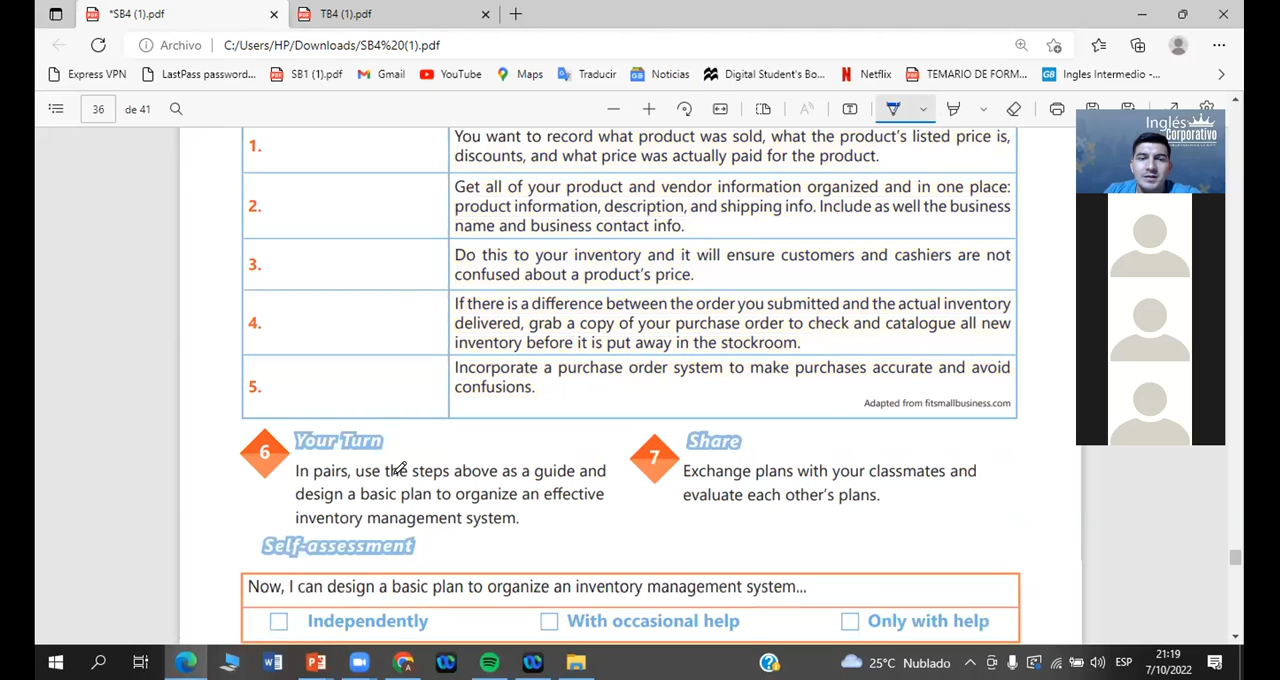 *SB4 (1).pdf
TB4 (1).pdf
Archivo C:/Users/HP/Downloads/SB4%20(1).pdf
Express VPN LastPass password... SB1 (1).pdf Gmail YouTube Maps Traducir Noticias Digital Student's Bo... Netflix TEMARIO DE FORM... Ingles Intermedio -...
36 de 41
Inglés
Corporativo
1.
You want to record what product was sold, what the product's listed price is,
discounts, and what price was actually paid for the product.
2.
Get all of your product and vendor information organized and in one place:
product information, description, and shipping info. Include as well the business
name and business contact info.
3.
Do this to your inventory and it will ensure customers and cashiers are not
confused about a product's price.
4.
If there is a difference between the order you submitted and the actual inventory
delivered, grab a copy of your purchase order to check and catalogue all new
inventory before it is put away in the stockroom.
5.
Incorporate a purchase order system to make purchases accurate and avoid
confusions.
Adapted from fitsmallbusiness.com
6 Your Turn
In pairs, use the steps above as a guide and
design a basic plan to organize an effective
inventory management system.
7 Share
Exchange plans with your classmates and
evaluate each other's plans.
Self-assessment
Now, I can design a basic plan to organize an inventory management system...
Independently With occasional help Only with help
25°C Nublado ESP 21:19
7/10/2022